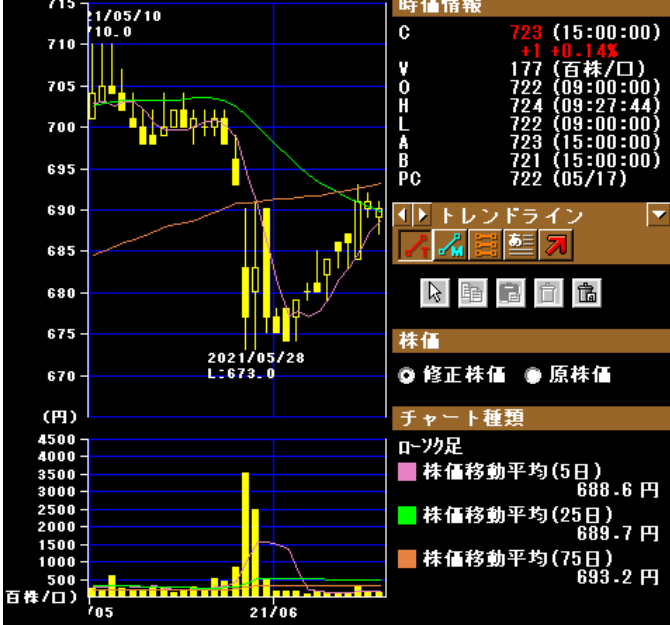 715
21/05/10
710.0
710
705
700
695
690
685
680
675
2021/05/28
L:673.0
670
(円)
4500
4000
3500
3000
2500
2000
1500
1000
500
百株/ロ)
/05
21/06
時価情報
C 723 (15:00:00)
+1 +0.14%
V 177 (百株/ロ)
O 722 (09:00:00)
H 724 (09:27:44)
L 722 (09:00:00)
A 723 (15:00:00)
B 721 (15:00:00)
PC 722 (05/17)
トレンドライン
T
M
あ
株価
修正株価 原株価
チャート種類
ローソク足
株価移動平均(5日)
688.6 円
株価移動平均(25日)
689.7 円
株価移動平均(75日)
693.2 円